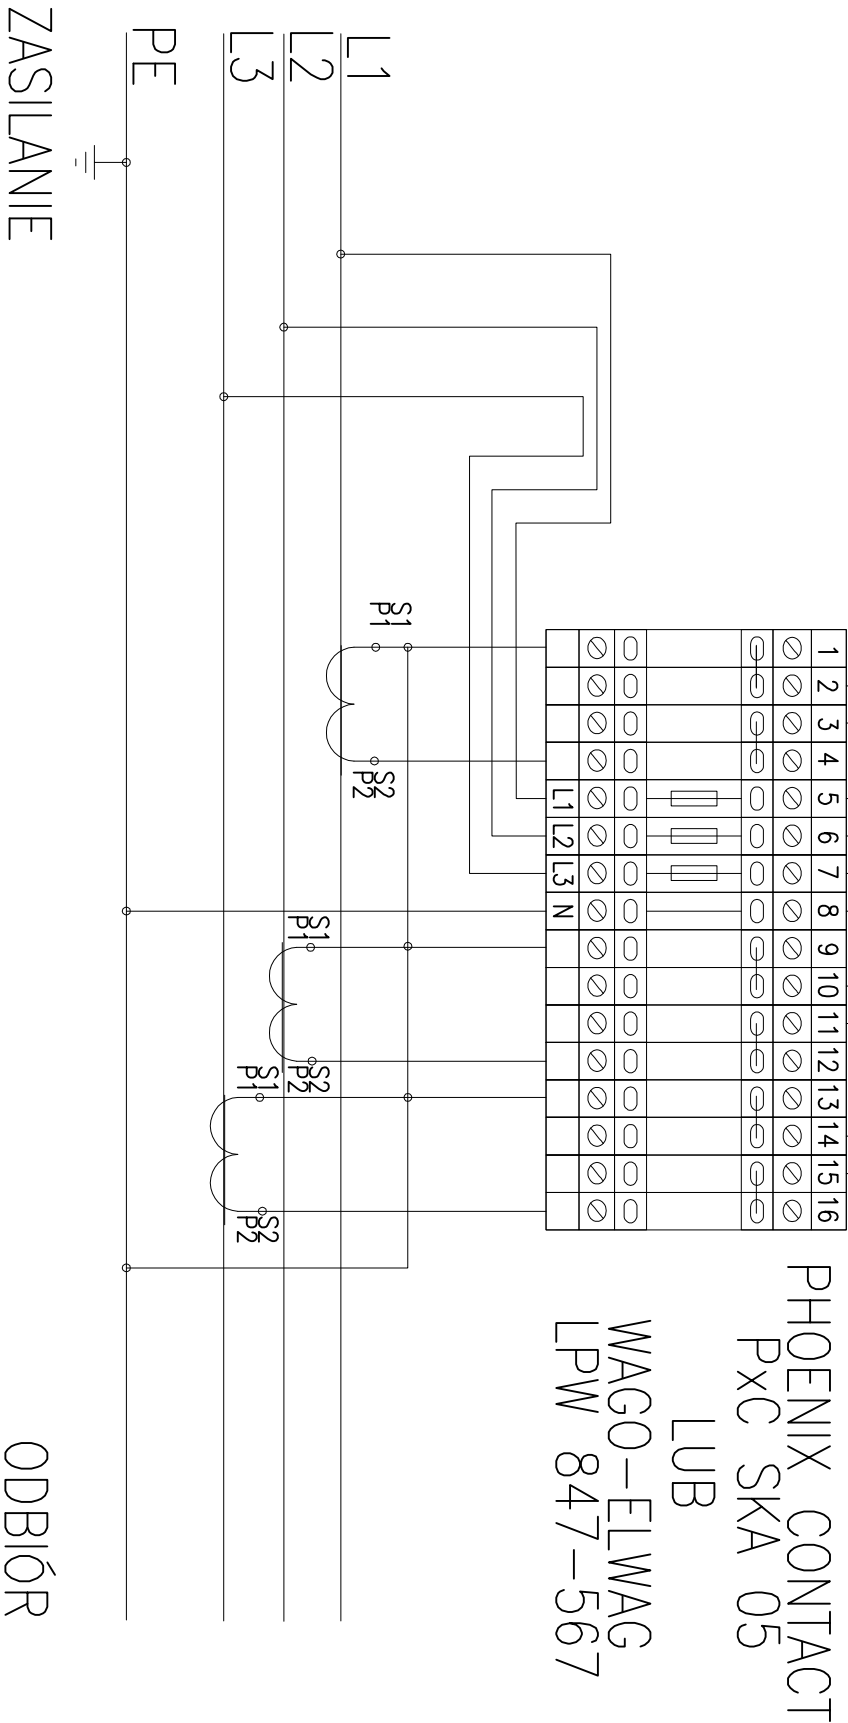 PHOENIX CONTACT
PxC SKA 05
LUB
WAGO-ELWAG
LPW 847-567
1 2 3 4 5 6 7 8 9 10 11 12 13 14 15 16
L1 L2 L3 N
S1 S2
P1 P2
L1
S1 S2
P1 P2
L2
S1 S2
P1 P2
L3
PE
ZASILANIE
ODBIÓR